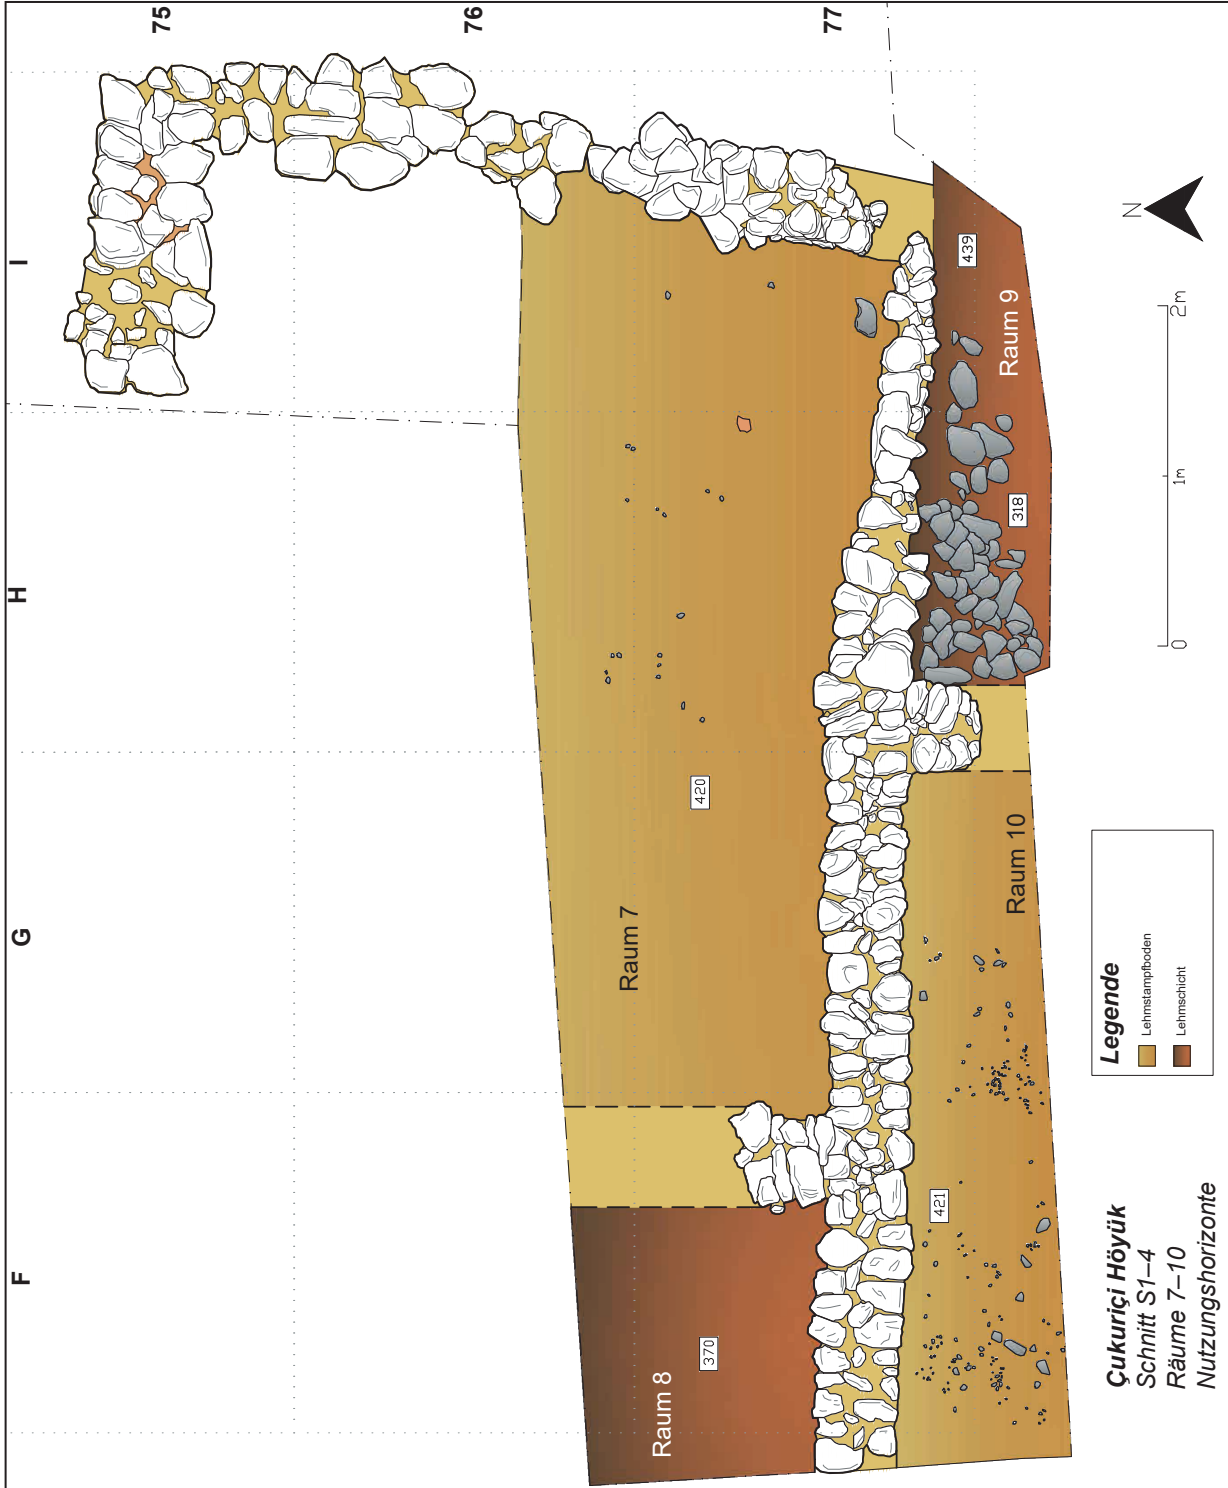 F
G
H
I
75
76
77
Raum 8
370
Raum 7
420
421
Raum 10
318
Raum 9
439
Çukuriçi Höyük
Schnitt S1–4
Räume 7–10
Nutzungshorizonte
Legende
Lehmstampfboden
Lehmschicht
0
1m
2m
N